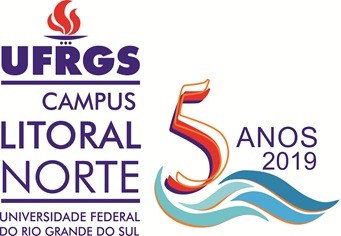 UFRGS
CAMPUS
LITORAL
NORTE
UNIVERSIDADE FEDERAL
DO RIO GRANDE DO SUL
5 ANOS
2019